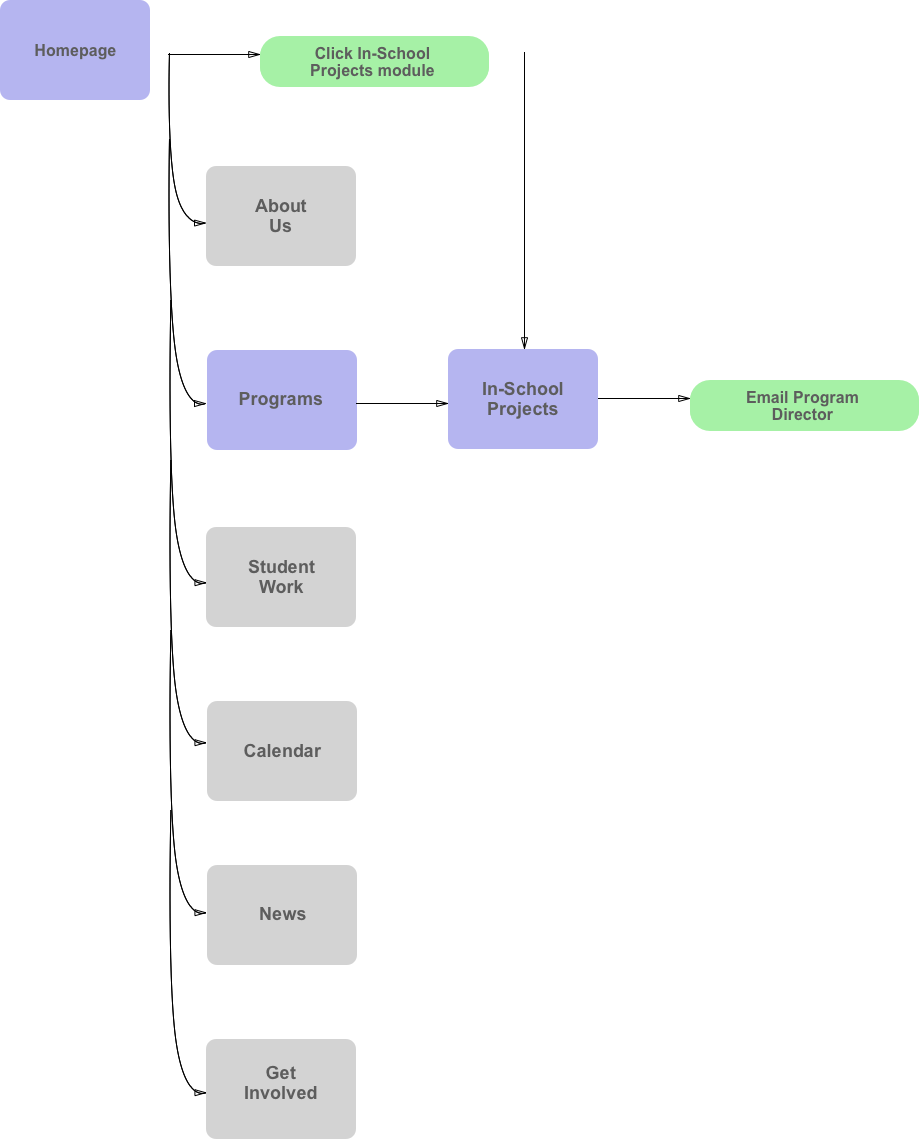 Homepage
Click In-School
Projects module
About
Us
Programs
In-School
Projects
Email Program
Director
Student
Work
Calendar
News
Get
Involved